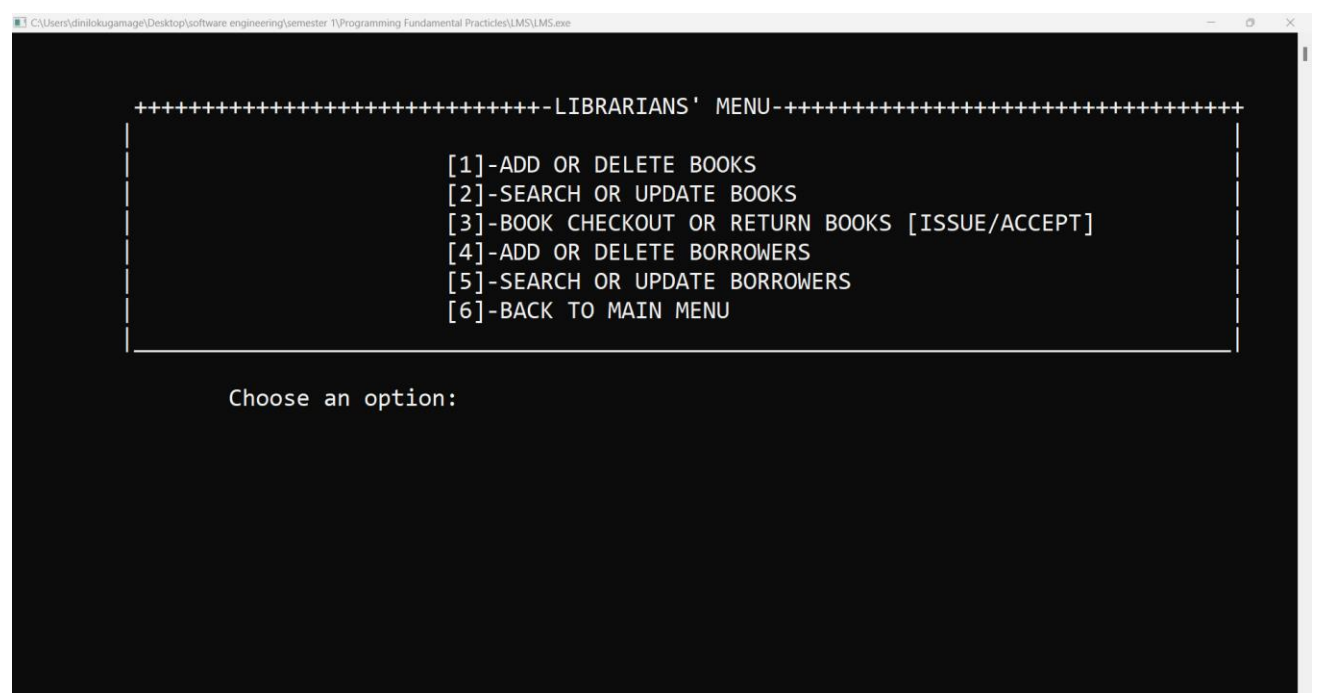 C:\Users\dinilokugamage\Desktop\software engineering\semester 1\Programming Fundamental Practicles\LMS\LMS.exe
++++++++++++++++++++++++++++++-LIBRARIANS' MENU-++++++++++++++++++++++++++++++++++
[1]-ADD OR DELETE BOOKS
[2]-SEARCH OR UPDATE BOOKS
[3]-BOOK CHECKOUT OR RETURN BOOKS [ISSUE/ACCEPT]
[4]-ADD OR DELETE BORROWERS
[5]-SEARCH OR UPDATE BORROWERS
[6]-BACK TO MAIN MENU
Choose an option: